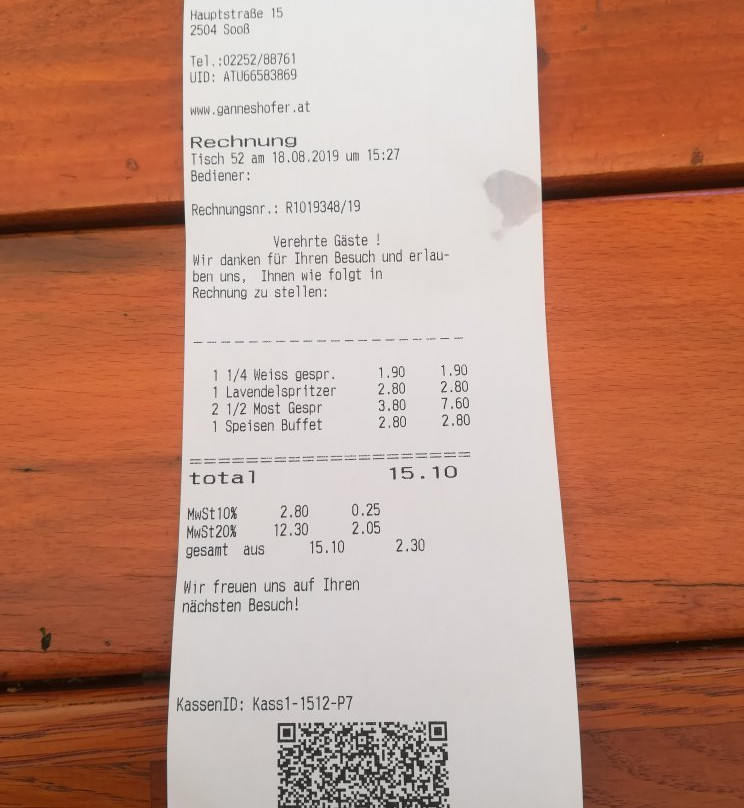 Hauptstraße 15
2504 Sooß
Tel.:02252/88761
UID: ATU66583869
www.ganneshofer.at
Rechnung
Tisch 52 am 18.08.2019 um 15:27
Bediener:
Rechnungsnr.: R1019348/19
Verehrte Gäste !
Wir danken für Ihren Besuch und erlau-
ben uns, Ihnen wie folgt in
Rechnung zu stellen:
1 1/4 Weiss gespr. 1.90 1.90
1 Lavendelspritzer 2.80 2.80
2 1/2 Most Gespr 3.80 7.60
1 Speisen Buffet 2.80 2.80
total 15.10
MwSt10% 2.80 0.25
MwSt20% 12.30 2.05
gesamt aus 15.10 2.30
Wir freuen uns auf Ihren
nächsten Besuch!
KassenID: Kass1-1512-P7